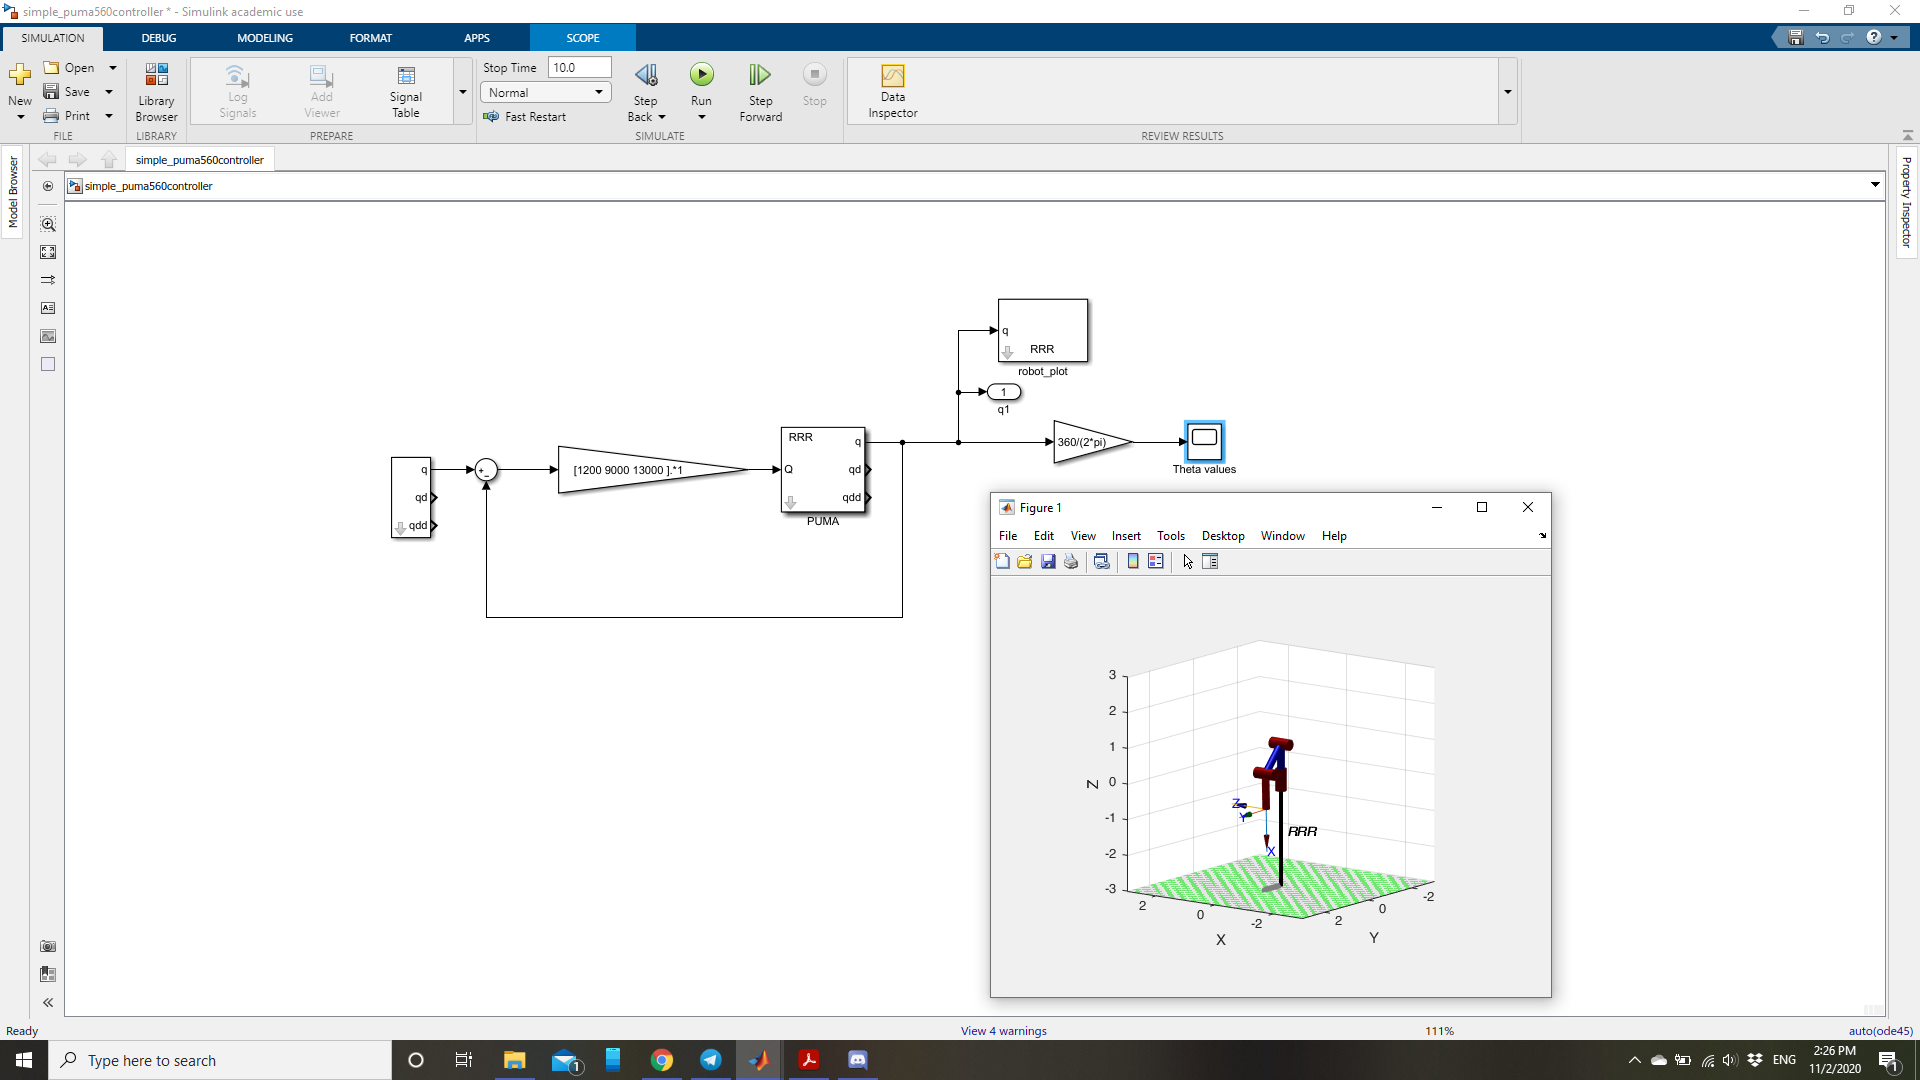 simple_puma560controller * - Simulink academic use
SIMULATION DEBUG MODELING FORMAT APPS SCOPE
New
Open
Save
Print
FILE
Library Browser
LIBRARY
Log Signals
Add Viewer
Signal Table
PREPARE
Stop Time 10.0
Normal
Fast Restart
Step Back
Run
Step Forward
Stop
SIMULATE
Data Inspector
REVIEW RESULTS
Model Browser
simple_puma560controller
simple_puma560controller
Property Inspector
q
RRR
robot_plot
1
q1
q
qd
qdd
+
-
[1200 9000 13000 ].*1
RRR
Q
q
qd
qdd
PUMA
360/(2*pi)
Theta values
Figure 1
File Edit View Insert Tools Desktop Window Help
3
2
1
0
-1
-2
-3
Z
Z
Y
X
RRR
2
0
-2
X
2
0
-2
Y
Ready
View 4 warnings
111%
auto(ode45)
Type here to search
1
ENG
2:26 PM
11/2/2020
1